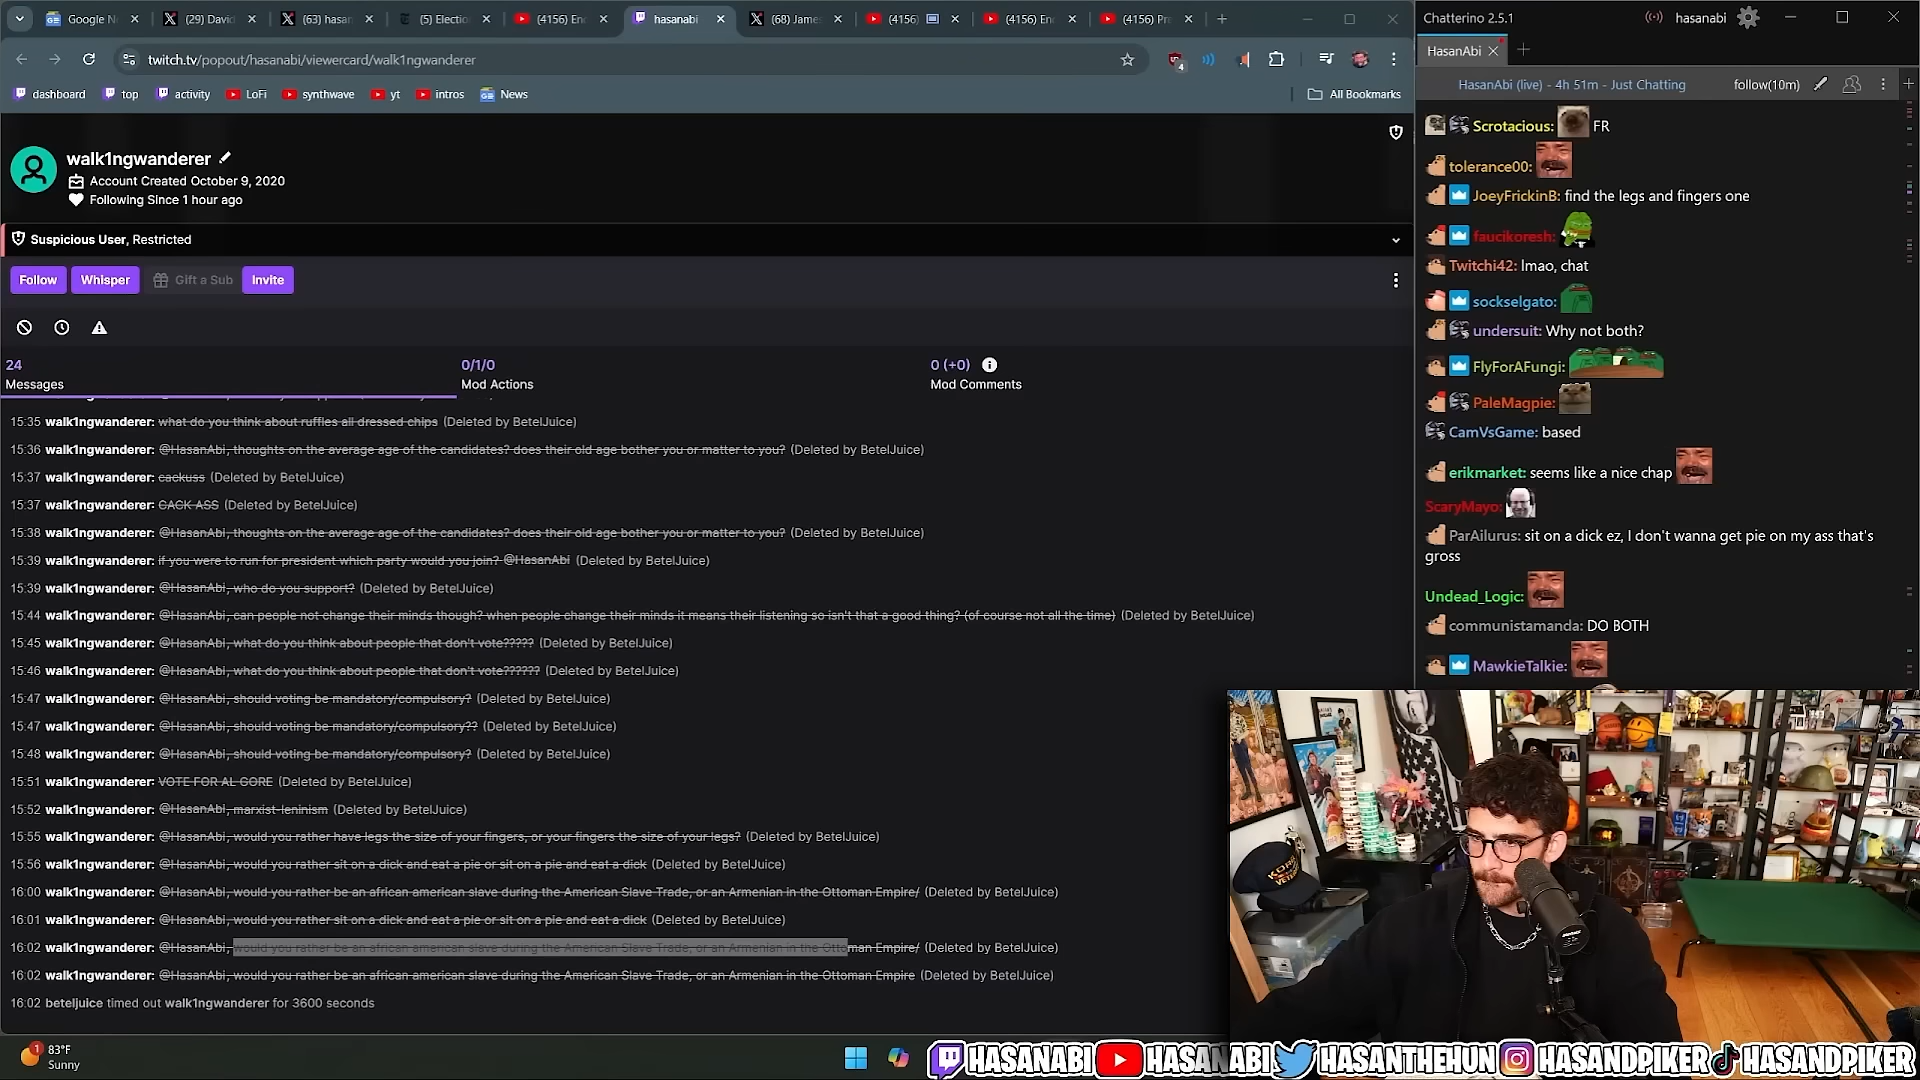 Google Ne
(29) David
(63) hasan
(5) Electio
(4156) En
hasanabi
(68) James
(4156)
(4156) En
(4156) Pr
twitch.tv/popout/hasanabi/viewercard/walk1ngwanderer
4
dashboard
top
activity
LoFi
synthwave
yt
intros
News
All Bookmarks
walk1ngwanderer
Account Created October 9, 2020
Following Since 1 hour ago
Suspicious User, Restricted
Follow
Whisper
Gift a Sub
Invite
24
Messages
0/1/0
Mod Actions
0 (+0)
Mod Comments
15:35 walk1ngwanderer: what do you think about ruffles all dressed chips (Deleted by BetelJuice)
15:36 walk1ngwanderer: @HasanAbi, thoughts on the average age of the candidates? does their old age bother you or matter to you? (Deleted by BetelJuice)
15:37 walk1ngwanderer: cackuss (Deleted by BetelJuice)
15:37 walk1ngwanderer: CACK ASS (Deleted by BetelJuice)
15:38 walk1ngwanderer: @HasanAbi, thoughts on the average age of the candidates? does their old age bother you or matter to you? (Deleted by BetelJuice)
15:39 walk1ngwanderer: if you were to run for president which party would you join? @HasanAbi (Deleted by BetelJuice)
15:39 walk1ngwanderer: @HasanAbi, who do you support? (Deleted by BetelJuice)
15:44 walk1ngwanderer: @HasanAbi, can people not change their minds though? when people change their minds it means their listening so isn't that a good thing? (of course not all the time) (Deleted by BetelJuice)
15:45 walk1ngwanderer: @HasanAbi, what do you think about people that don't vote????? (Deleted by BetelJuice)
15:46 walk1ngwanderer: @HasanAbi, what do you think about people that don't vote?????? (Deleted by BetelJuice)
15:47 walk1ngwanderer: @HasanAbi, should voting be mandatory/compulsory? (Deleted by BetelJuice)
15:47 walk1ngwanderer: @HasanAbi, should voting be mandatory/compulsory?? (Deleted by BetelJuice)
15:48 walk1ngwanderer: @HasanAbi, should voting be mandatory/compulsory? (Deleted by BetelJuice)
15:51 walk1ngwanderer: VOTE FOR AL GORE (Deleted by BetelJuice)
15:52 walk1ngwanderer: @HasanAbi, marxist-leninism (Deleted by BetelJuice)
15:55 walk1ngwanderer: @HasanAbi, would you rather have legs the size of your fingers, or your fingers the size of your legs? (Deleted by BetelJuice)
15:56 walk1ngwanderer: @HasanAbi, would you rather sit on a dick and eat a pie or sit on a pie and eat a dick (Deleted by BetelJuice)
16:00 walk1ngwanderer: @HasanAbi, would you rather be an african american slave during the American Slave Trade, or an Armenian in the Ottoman Empire/ (Deleted by BetelJuice)
16:01 walk1ngwanderer: @HasanAbi, would you rather sit on a dick and eat a pie or sit on a pie and eat a dick (Deleted by BetelJuice)
16:02 walk1ngwanderer: @HasanAbi, would you rather be an african american slave during the American Slave Trade, or an Armenian in the Ottoman Empire/ (Deleted by BetelJuice)
16:02 walk1ngwanderer: @HasanAbi, would you rather be an african american slave during the American Slave Trade, or an Armenian in the Ottoman Empire (Deleted by BetelJuice)
16:02 beteljuice timed out walk1ngwanderer for 3600 seconds
1
83°F
Sunny
Chatterino 2.5.1
hasanabi
HasanAbi
HasanAbi (live) - 4h 51m - Just Chatting
follow(10m)
Scrotacious: FR
tolerance00:
JoeyFrickinB: find the legs and fingers one
faucikoresh:
Twitchi42: lmao, chat
sockselgato:
undersuit: Why not both?
FlyForAFungi:
PaleMagpie:
CamVsGame: based
erikmarket: seems like a nice chap
ScaryMayo:
ParAilurus: sit on a dick ez, I don't wanna get pie on my ass that's
gross
Undead_Logic:
communistamanda: DO BOTH
MawkieTalkie:
HASANABI
HASANABI
HASANTHEHUN
HASANDPIKER
HASANDPIKER